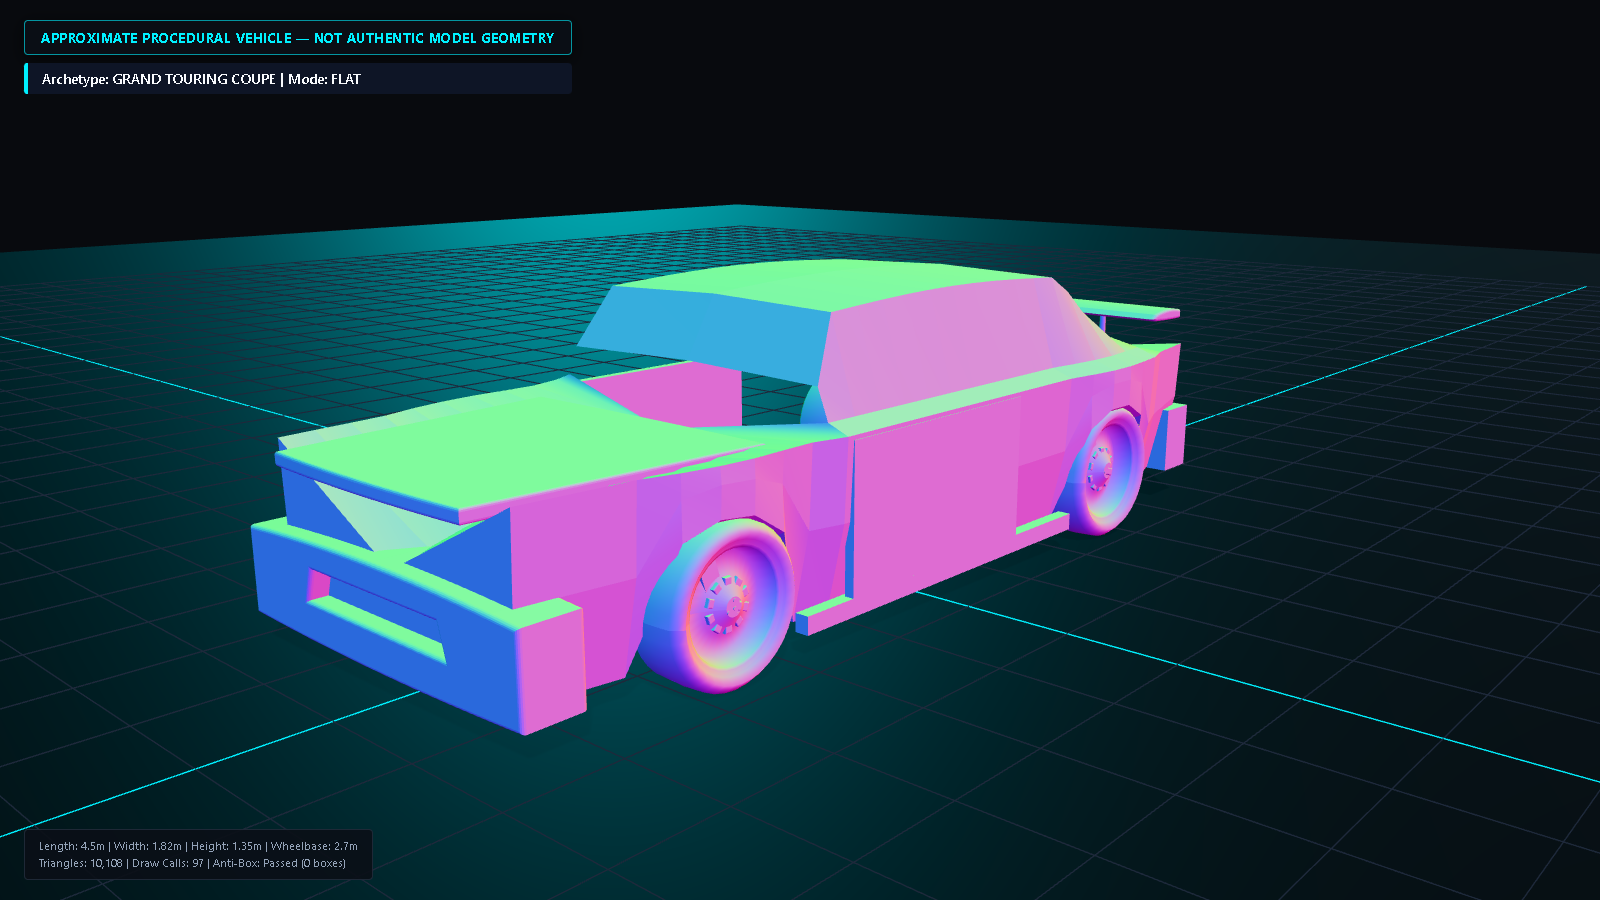 APPROXIMATE PROCEDURAL VEHICLE — NOT AUTHENTIC MODEL GEOMETRY
Archetype: GRAND TOURING COUPE | Mode: FLAT
Length: 4.5m | Width: 1.82m | Height: 1.35m | Wheelbase: 2.7m
Triangles: 10,108 | Draw Calls: 97 | Anti-Box: Passed (0 boxes)